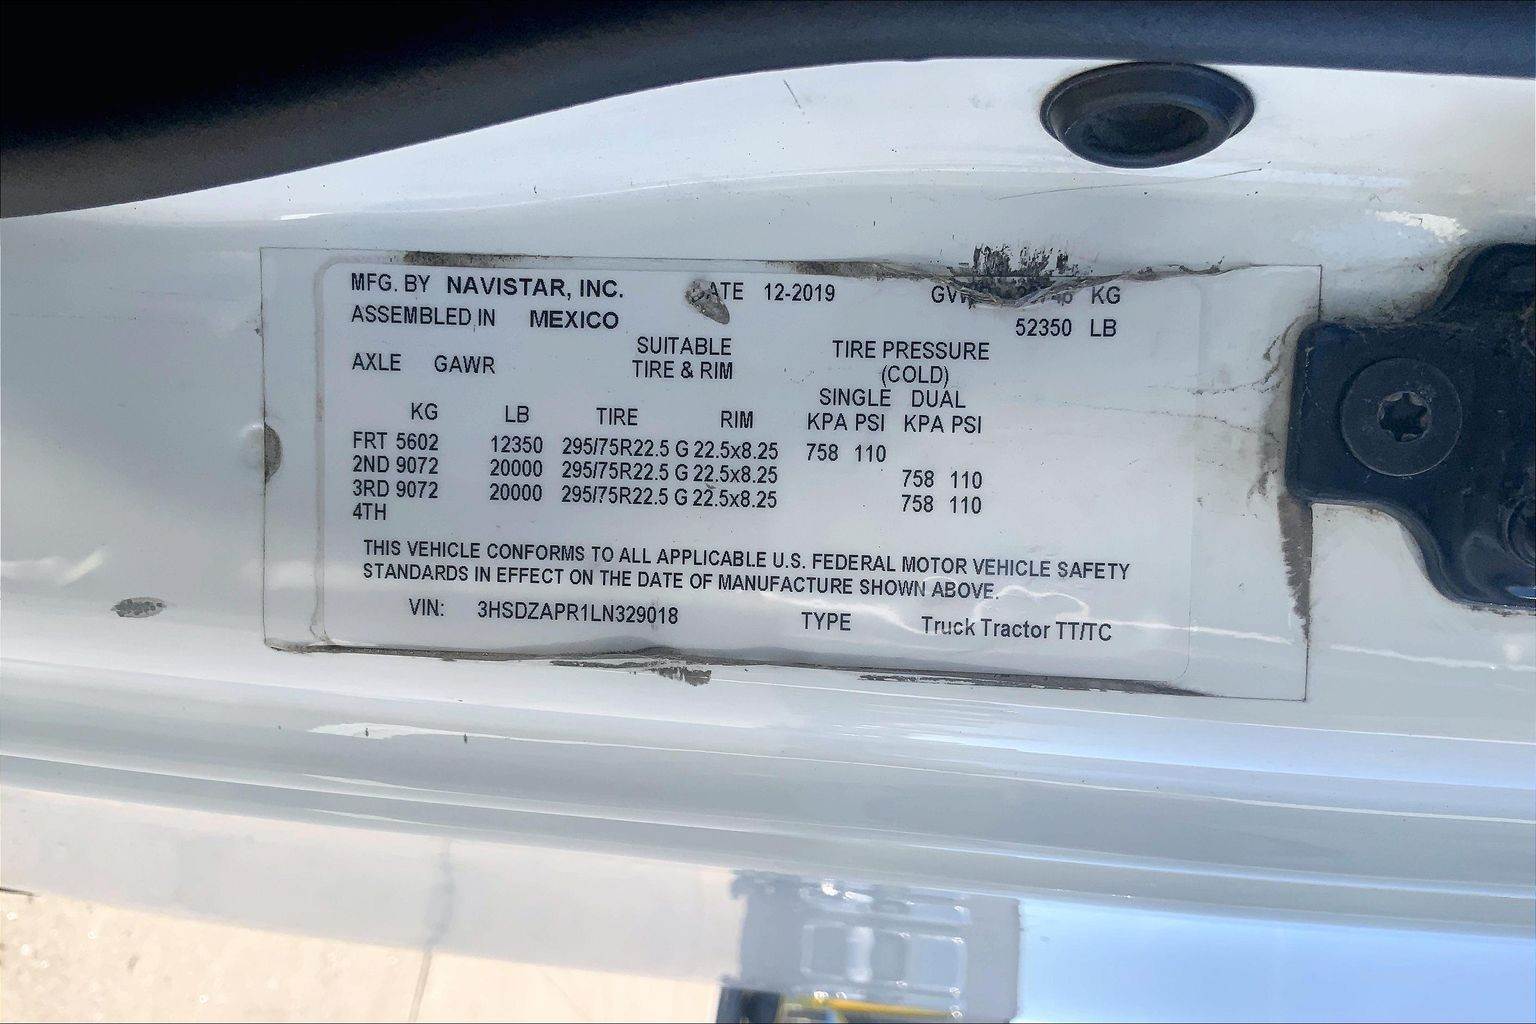 MFG. BY NAVISTAR, INC. DATE 12-2019 KG
ASSEMBLED IN MEXICO 52350 LB
SUITABLE TIRE PRESSURE
AXLE GAWR TIRE & RIM (COLD)
SINGLE DUAL
KG LB TIRE RIM KPA PSI KPA PSI
FRT 5602 12350 295/75R22.5 G 22.5x8.25 758 110
2ND 9072 20000 295/75R22.5 G 22.5x8.25 758 110
3RD 9072 20000 295/75R22.5 G 22.5x8.25 758 110
4TH
THIS VEHICLE CONFORMS TO ALL APPLICABLE U.S. FEDERAL MOTOR VEHICLE SAFETY
STANDARDS IN EFFECT ON THE DATE OF MANUFACTURE SHOWN ABOVE.
VIN: 3HSDZAPR1LN329018 TYPE Truck Tractor TT/TC